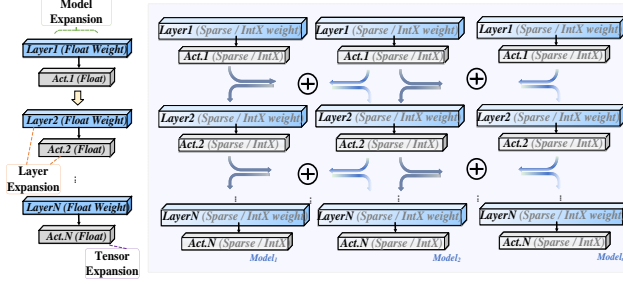 Model
Expansion
Layer1 (Float Weight)
Act.1 (Float)
Layer2 (Float Weight)
Act.2 (Float)
Layer
Expansion
LayerN (Float Weight)
Act.N (Float)
Tensor
Expansion
Layer1 (Sparse / IntX weight)
Act.1 (Sparse / IntX)
Layer2 (Sparse / IntX weight)
Act.2 (Sparse / IntX)
LayerN (Sparse / IntX weight)
Act.N (Sparse / IntX)
Model₁
Layer1 (Sparse / IntX weight)
Act.1 (Sparse / IntX)
Layer2 (Sparse / IntX weight)
Act.2 (Sparse / IntX)
LayerN (Sparse / IntX weight)
Act.N (Sparse / IntX)
Model₂
Layer1 (Sparse / IntX weight)
Act.1 (Sparse / IntX)
Layer2 (Sparse / IntX weight)
Act.2 (Sparse / IntX)
LayerN (Sparse / IntX weight)
Act.N (Sparse / IntX)
Model